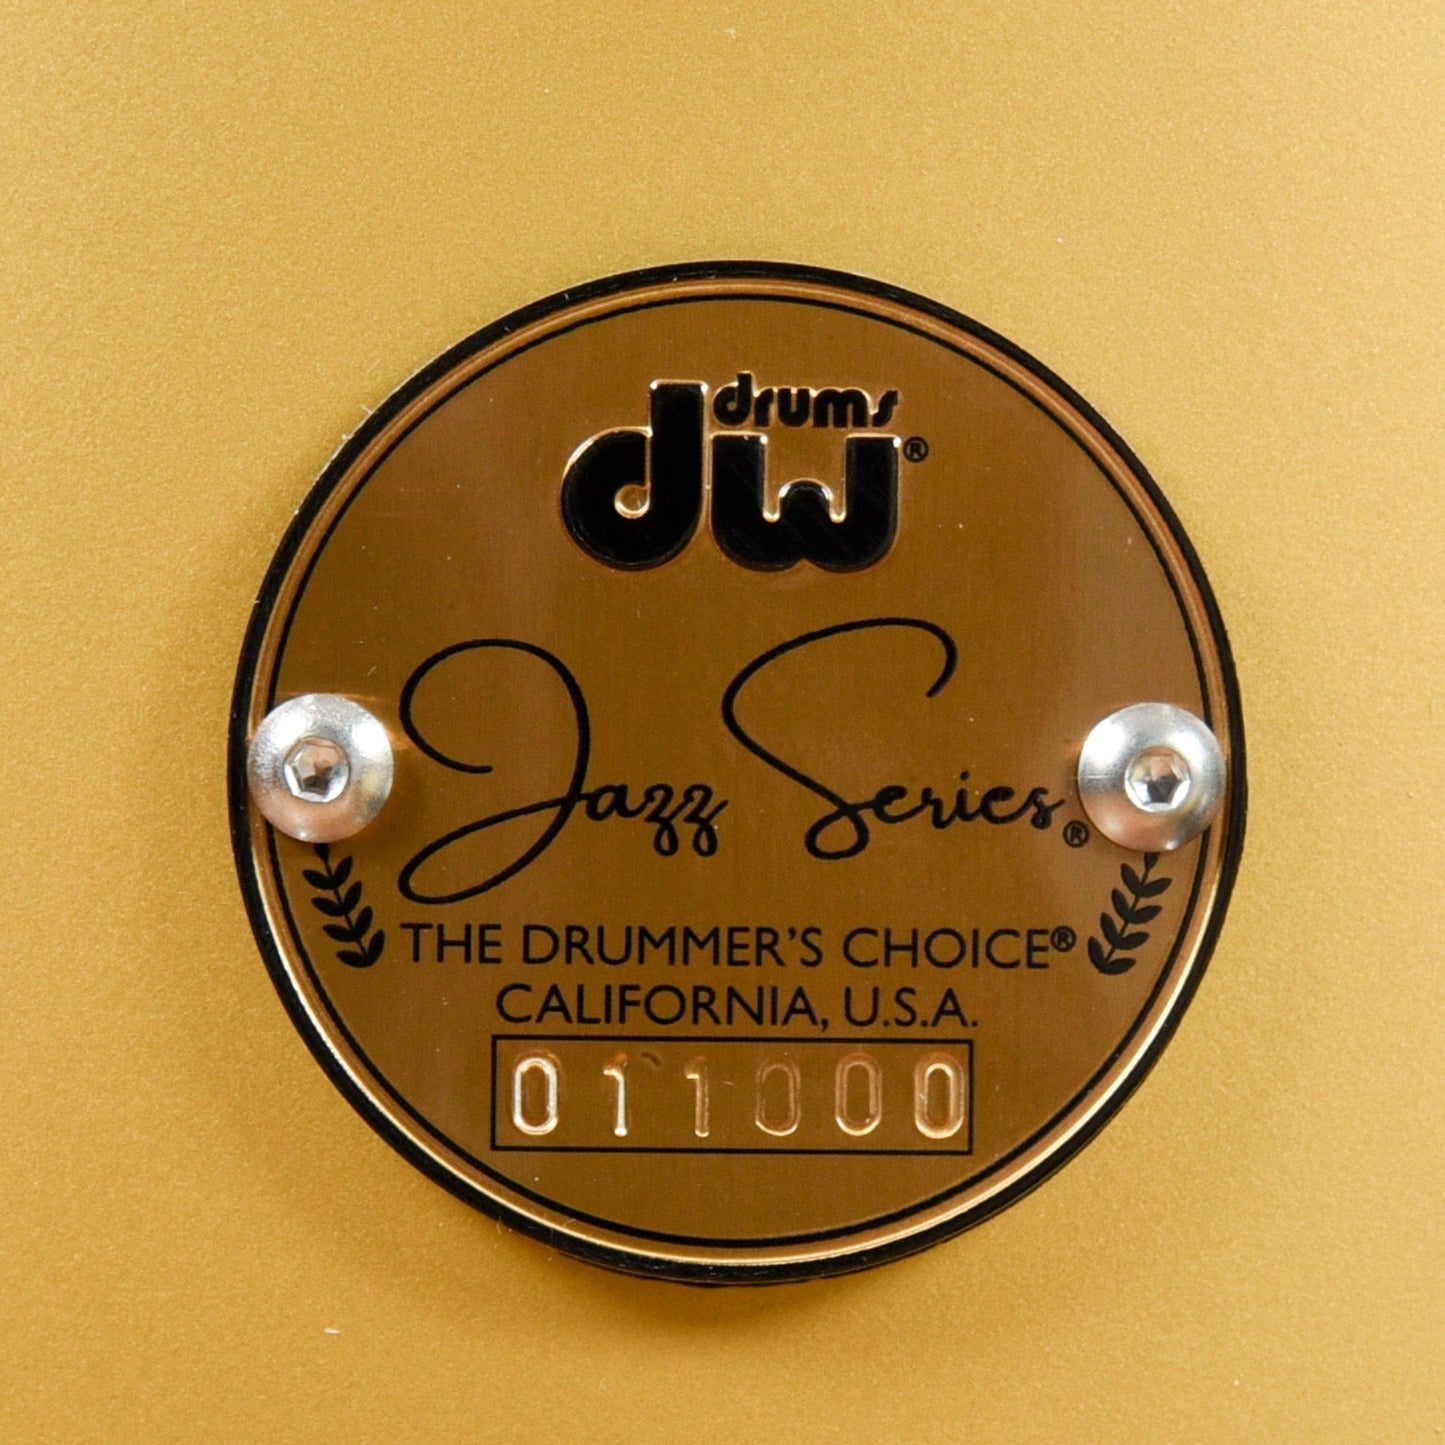 drums
dw®
Jazz Series®
THE DRUMMER'S CHOICE®
CALIFORNIA, U.S.A.
011000